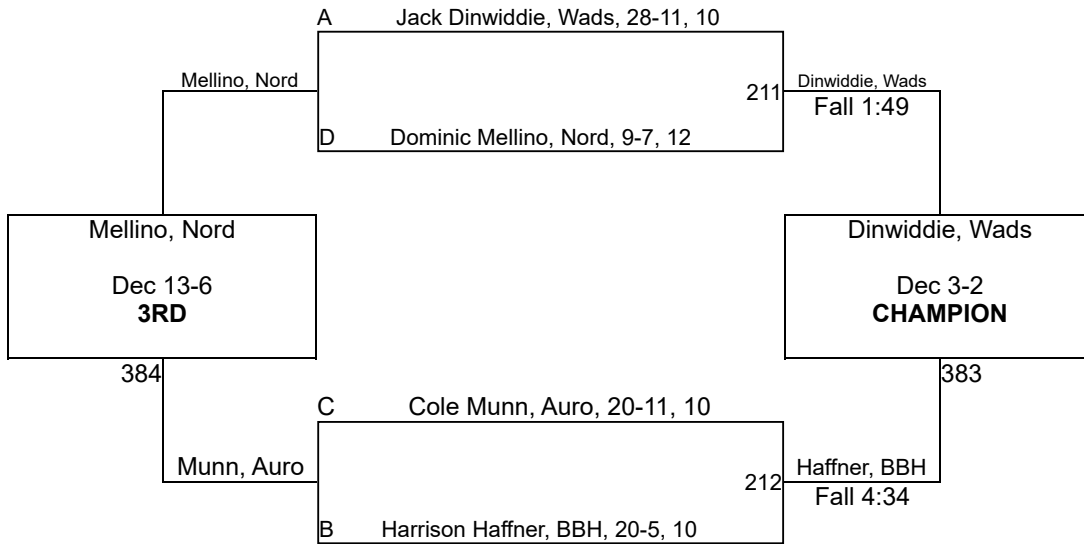 A Jack Dinwiddie, Wads, 28-11, 10
Mellino, Nord
211
Dinwiddie, Wads
Fall 1:49
D Dominic Mellino, Nord, 9-7, 12
Mellino, Nord
Dec 13-6
3RD
384
Dinwiddie, Wads
Dec 3-2
CHAMPION
383
C Cole Munn, Auro, 20-11, 10
Munn, Auro
212
Haffner, BBH
Fall 4:34
B Harrison Haffner, BBH, 20-5, 10